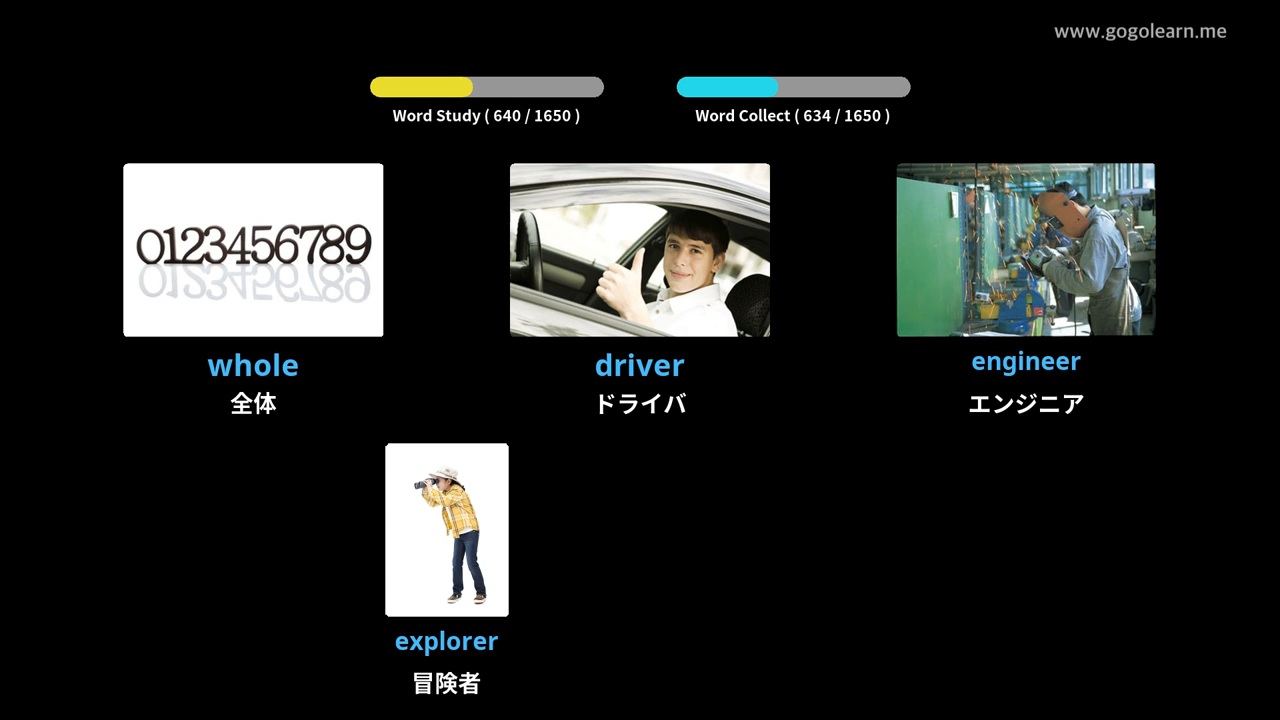 www.gogolearn.me
Word Study ( 640 / 1650 )
Word Collect ( 634 / 1650 )
0123456789
whole
全体
driver
ドライバ
engineer
エンジニア
explorer
冒険者